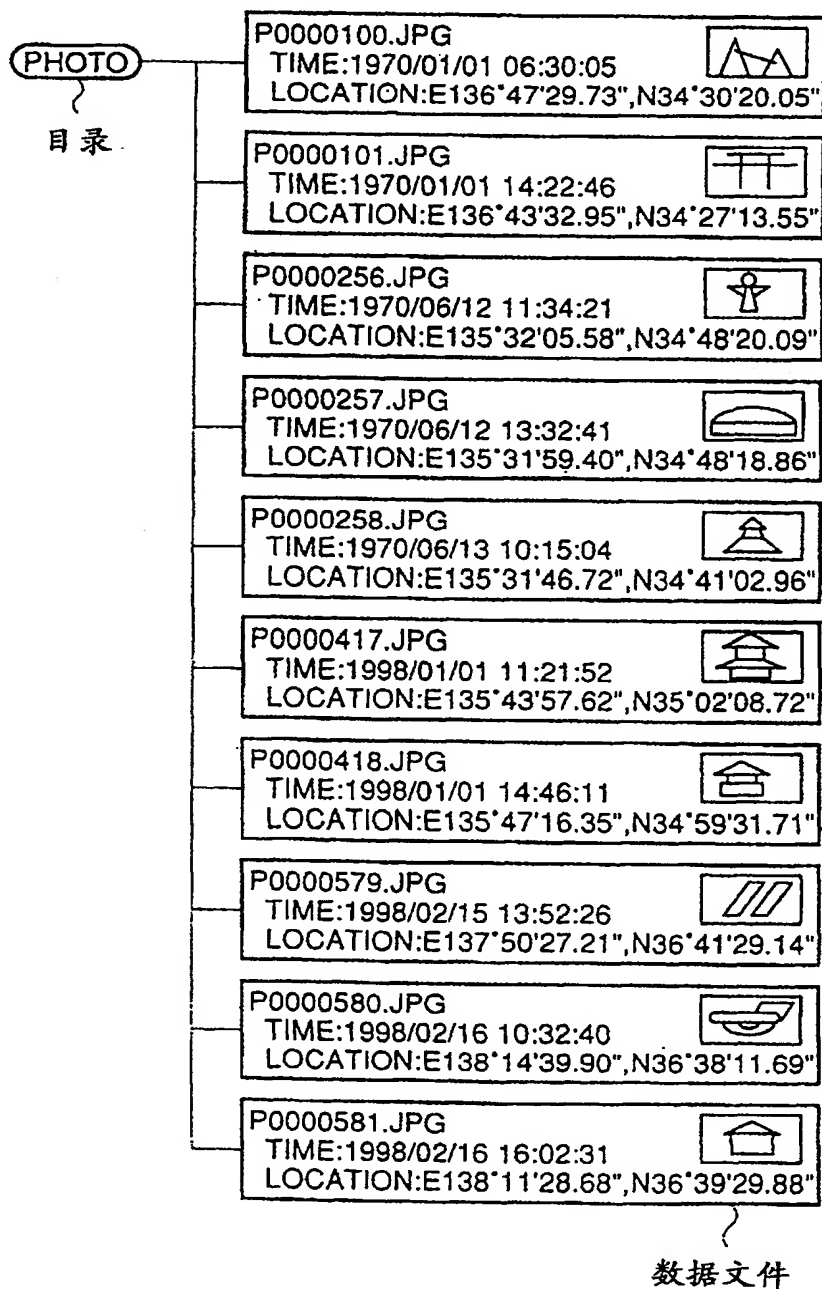 PHOTO
目录
P0000100.JPG
TIME:1970/01/01 06:30:05
LOCATION:E136°47'29.73",N34°30'20.05"
P0000101.JPG
TIME:1970/01/01 14:22:46
LOCATION:E136°43'32.95",N34°27'13.55"
P0000256.JPG
TIME:1970/06/12 11:34:21
LOCATION:E135°32'05.58",N34°48'20.09"
P0000257.JPG
TIME:1970/06/12 13:32:41
LOCATION:E135°31'59.40",N34°48'18.86"
P0000258.JPG
TIME:1970/06/13 10:15:04
LOCATION:E135°31'46.72",N34°41'02.96"
P0000417.JPG
TIME:1998/01/01 11:21:52
LOCATION:E135°43'57.62",N35°02'08.72"
P0000418.JPG
TIME:1998/01/01 14:46:11
LOCATION:E135°47'16.35",N34°59'31.71"
P0000579.JPG
TIME:1998/02/15 13:52:26
LOCATION:E137°50'27.21",N36°41'29.14"
P0000580.JPG
TIME:1998/02/16 10:32:40
LOCATION:E138°14'39.90",N36°38'11.69"
P0000581.JPG
TIME:1998/02/16 16:02:31
LOCATION:E138°11'28.68",N36°39'29.88"
数据文件